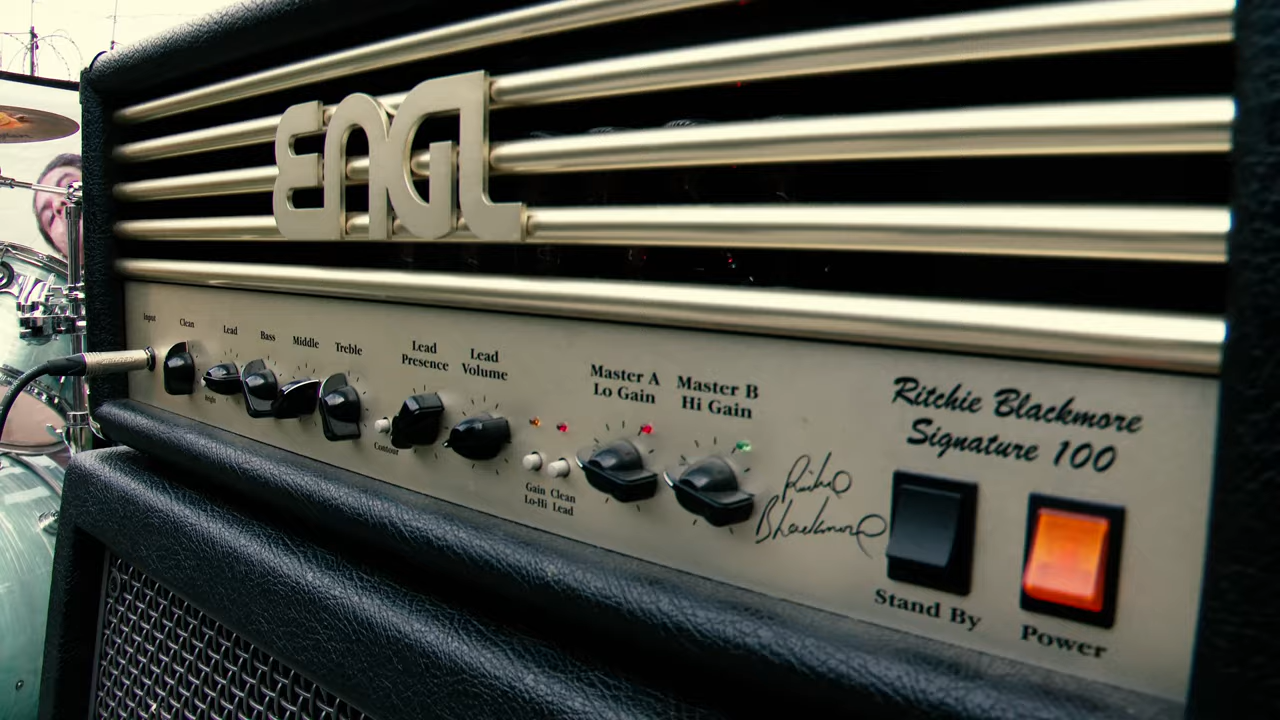 ENGL
Input
Clean
Lead
Bass
Middle
Treble
Lead
Presence
Lead
Volume
Master A
Lo Gain
Master B
Hi Gain
Bright
Contour
Gain
Lo-Hi
Clean
Lead
Ritchie Blackmore
Signature 100
Ritchie
Blackmore
Stand By
Power